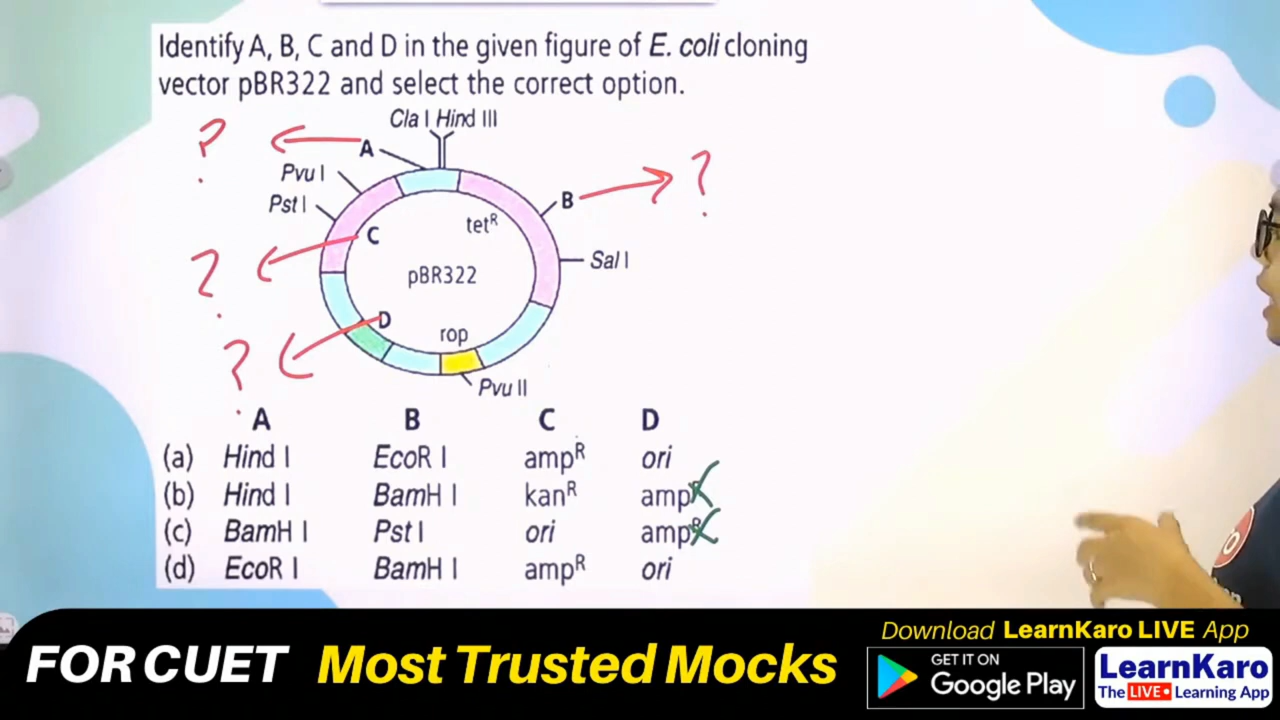 Identify A, B, C and D in the given figure of E. coli cloning
vector pBR322 and select the correct option.
Cla I Hind III
? A
Pvu I
B ?
Pst I
tetᴿ
C
Sal I
?
pBR322
D
rop
?
Pvu II
A B C D
(a) Hind I EcoR I ampᴿ ori
(b) Hind I BamH I kanᴿ ampᴿ
(c) BamH I Pst I ori ampᴿ
(d) EcoR I BamH I ampᴿ ori
FOR CUET Most Trusted Mocks
Download LearnKaro LIVE App
GET IT ON
Google Play
LearnKaro
The LIVE Learning App